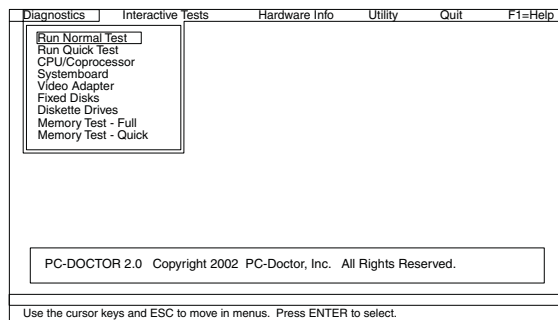 Diagnostics Interactive Tests Hardware Info Utility Quit F1=Help
Run Normal Test
Run Quick Test
CPU/Coprocessor
Systemboard
Video Adapter
Fixed Disks
Diskette Drives
Memory Test - Full
Memory Test - Quick
PC-DOCTOR 2.0 Copyright 2002 PC-Doctor, Inc. All Rights Reserved.
Use the cursor keys and ESC to move in menus. Press ENTER to select.